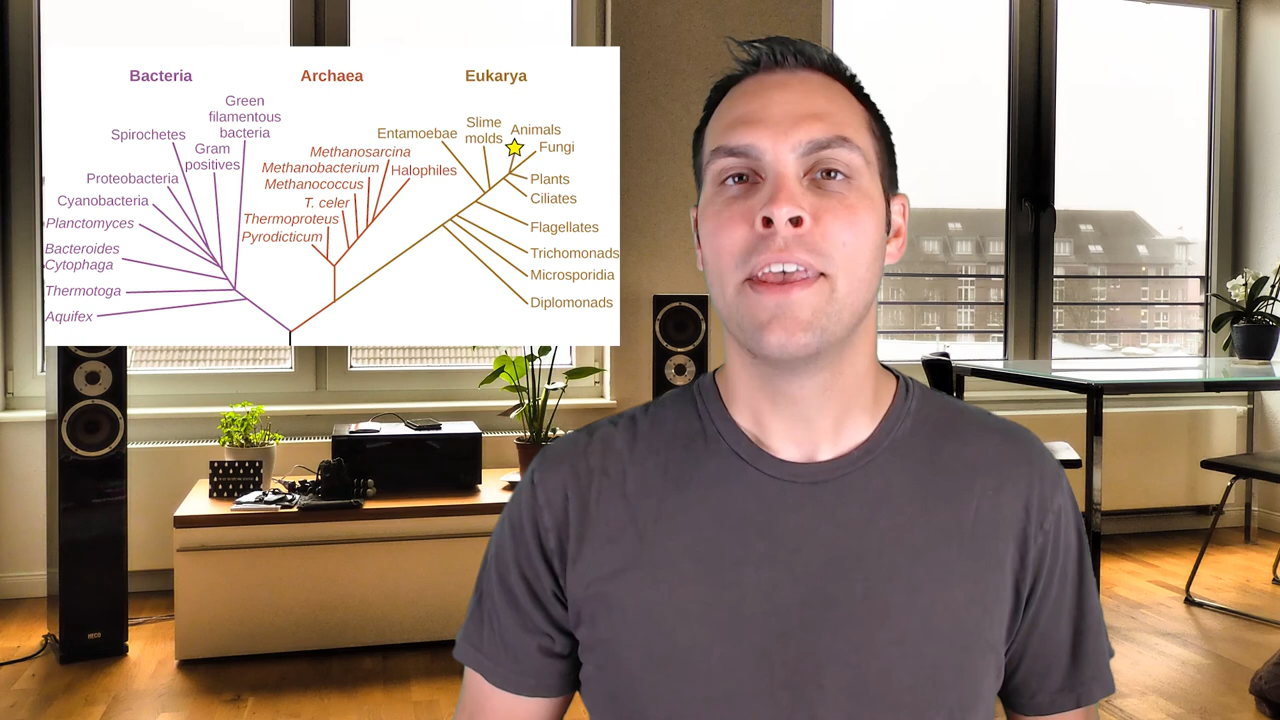 Bacteria
Archaea
Eukarya
Green
filamentous
bacteria
Spirochetes
Gram
positives
Proteobacteria
Cyanobacteria
Planctomyces
Bacteroides
Cytophaga
Thermotoga
Aquifex
Methanosarcina
Methanobacterium
Halophiles
Methanococcus
T. celer
Thermoproteus
Pyrodicticum
Entamoebae
Slime
molds
Animals
Fungi
Plants
Ciliates
Flagellates
Trichomonads
Microsporidia
Diplomonads
HECO